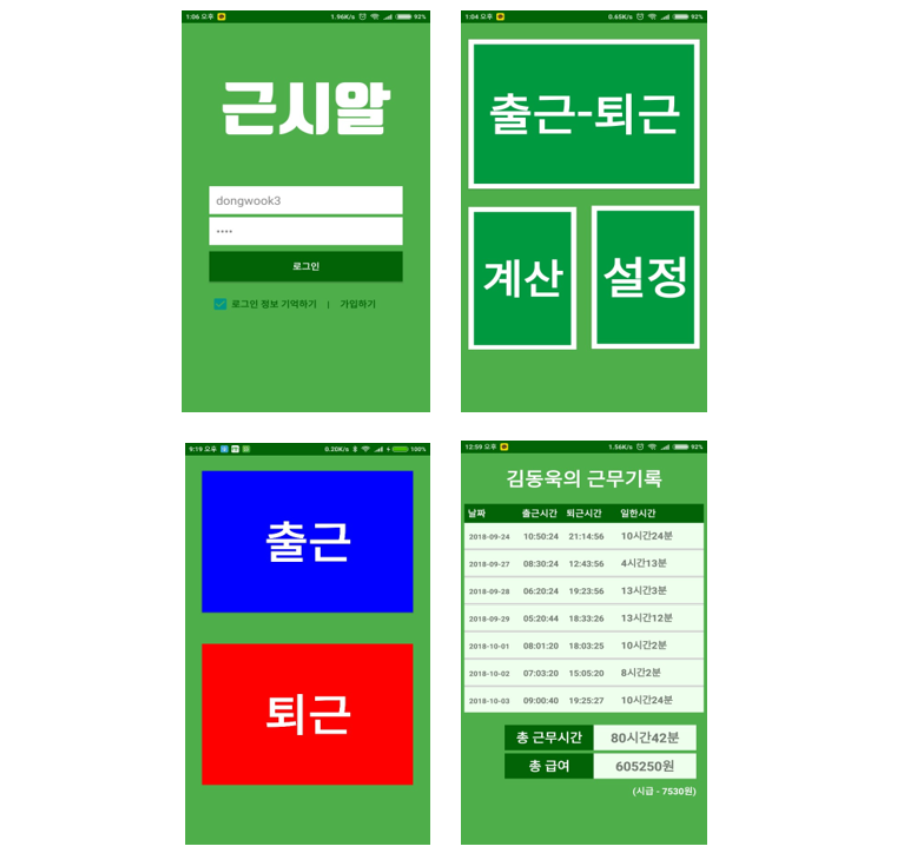 1:06 오후 1.96K/s 92%
근시알
dongwook3
••••
로그인
로그인 정보 기억하기 | 가입하기
1:04 오후 0.65K/s 92%
출근-퇴근
계산 설정
9:19 오후 0.20K/s 100%
출근
퇴근
12:59 오후 1.56K/s 92%
김동욱의 근무기록
날짜 출근시간 퇴근시간 일한시간
2018-09-24 10:50:24 21:14:56 10시간24분
2018-09-27 08:30:24 12:43:56 4시간13분
2018-09-28 06:20:24 19:23:56 13시간3분
2018-09-29 05:20:44 18:33:26 13시간12분
2018-10-01 08:01:20 18:03:25 10시간2분
2018-10-02 07:03:20 15:05:20 8시간2분
2018-10-03 09:00:40 19:25:27 10시간24분
총 근무시간 80시간42분
총 급여 605250원
(시급 - 7530원)